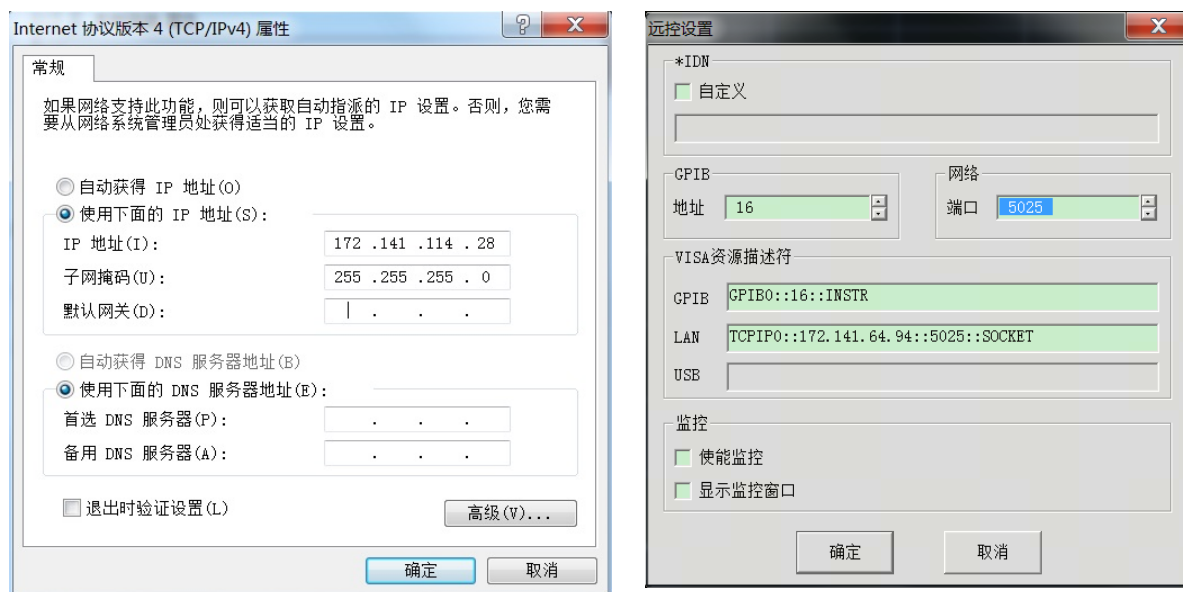 Internet 协议版本 4 (TCP/IPv4) 属性
常规
如果网络支持此功能，则可以获取自动指派的 IP 设置。否则，您需
要从网络系统管理员处获得适当的 IP 设置。
自动获得 IP 地址(O)
使用下面的 IP 地址(S):
IP 地址(I):
172 .141 .114 . 28
子网掩码(U):
255 .255 .255 . 0
默认网关(D):
. . .
自动获得 DNS 服务器地址(B)
使用下面的 DNS 服务器地址(E):
首选 DNS 服务器(P):
. . .
备用 DNS 服务器(A):
. . .
退出时验证设置(L)
高级(V)...
确定
取消
远控设置
*IDN
自定义
GPIB
地址
16
网络
端口
5025
VISA资源描述符
GPIB
GPIB0::16::INSTR
LAN
TCPIP0::172.141.64.94::5025::SOCKET
USB
监控
使能监控
显示监控窗口
确定
取消